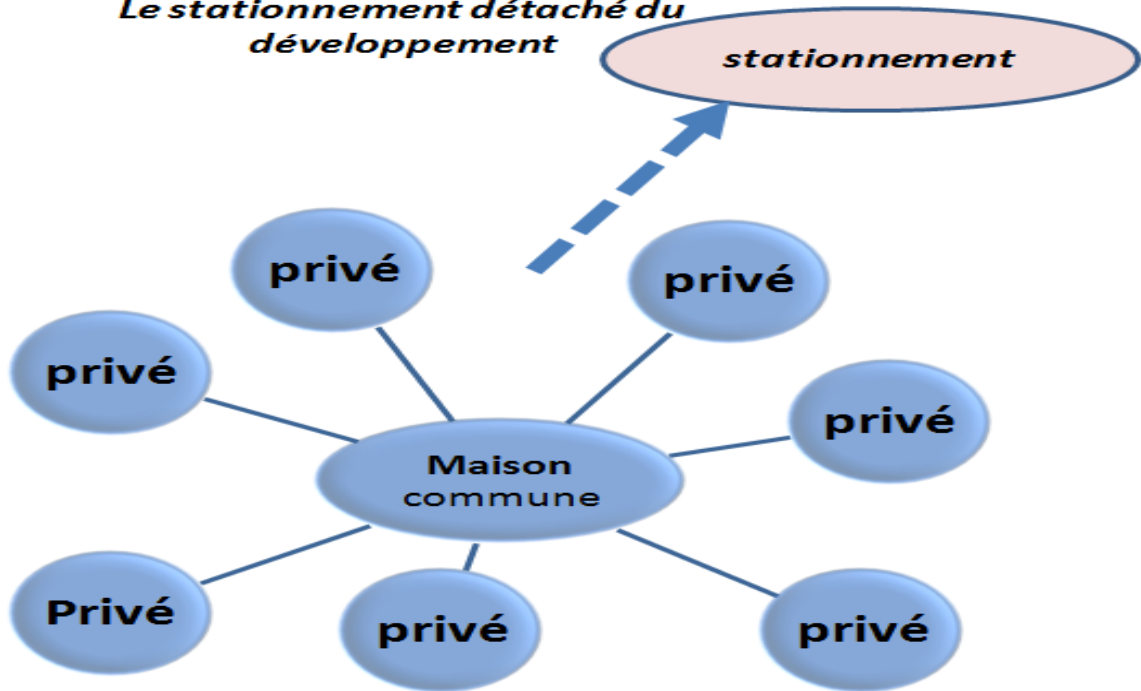 Le stationnement détaché du
développement
stationnement
privé
privé
privé
privé
Maison
commune
Privé
privé
privé